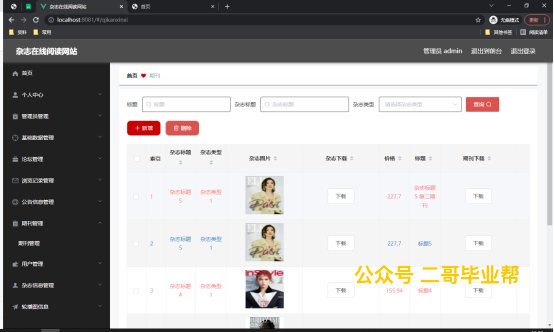 杂志在线阅读网站
首页
localhost:8081/#/qikanxinxi
无痕模式
更新
资料
常用
其他书签
阅读清单
杂志在线阅读网站
管理员 admin
退出到前台
退出登录
首页
个人中心
管理员管理
基础数据管理
论坛管理
浏览记录管理
公告信息管理
期刊管理
期刊管理
用户管理
杂志信息管理
轮播图信息
首页
期刊
标题
标题
杂志标题
杂志标题
杂志类型
请选择杂志类型
查询
+ 新增
删除
索引 杂志标题 杂志类型 杂志图片 杂志下载 价格 标题 期刊下载
1 杂志标题5 杂志类型1 下载 227.7 杂志标题5 第二期刊 下载
2 杂志标题5 杂志类型1 下载 227.7 标题5 下载
3 杂志标题4 杂志类型1 InStyle 下载 155.94 标题4 下载
公众号 二哥毕业帮